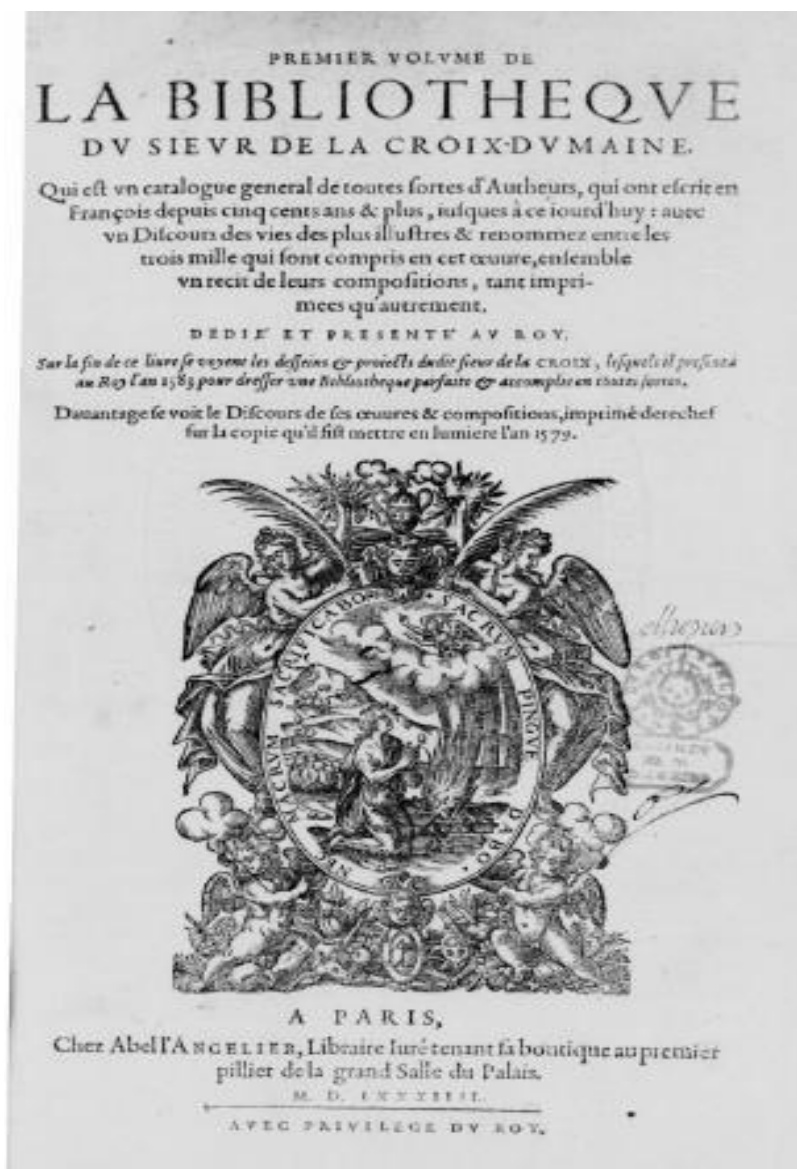 PREMIER VOLVME DE
LA BIBLIOTHEQVE
DV SIEVR DE LA CROIX-DVMAINE.
Qui eſt vn catalogue general de toutes ſortes d'Autheurs, qui ont eſcrit en
François depuis cinq cents ans & plus, iuſques à ce iourd'huy : auec
vn Diſcours des vies des plus illuſtres & renommez entre les
trois mille qui ſont compris en cet œuure, enſemble
vn recit de leurs compoſitions, tant impri-
mees qu'autrement.
DEDIE' ET PRESENTE' AV ROY.
Sur la fin de ce liure ſe voyent les deſſeins & proiects dudit ſieur de la CROIX, leſquels il preſenta
au Roy l'an 1583 pour dreſſer vne Bibliotheque parfaite & accomplie en toutes ſortes.
Dauantage ſe voit le Diſcours de ſes œuures & compoſitions, imprimé derechef
ſur la copie qu'il fiſt mettre en lumiere l'an 1579.
NE VACRVM SACRIFICABO · SACRVM PINGVE DABO ·
A PARIS,
Chez Abel l'ANGELIER, Libraire Iuré tenant ſa boutique au premier
pillier de la grand Salle du Palais.
M. D. LXXXIIII.
AVEC PRIVILEGE DV ROY.